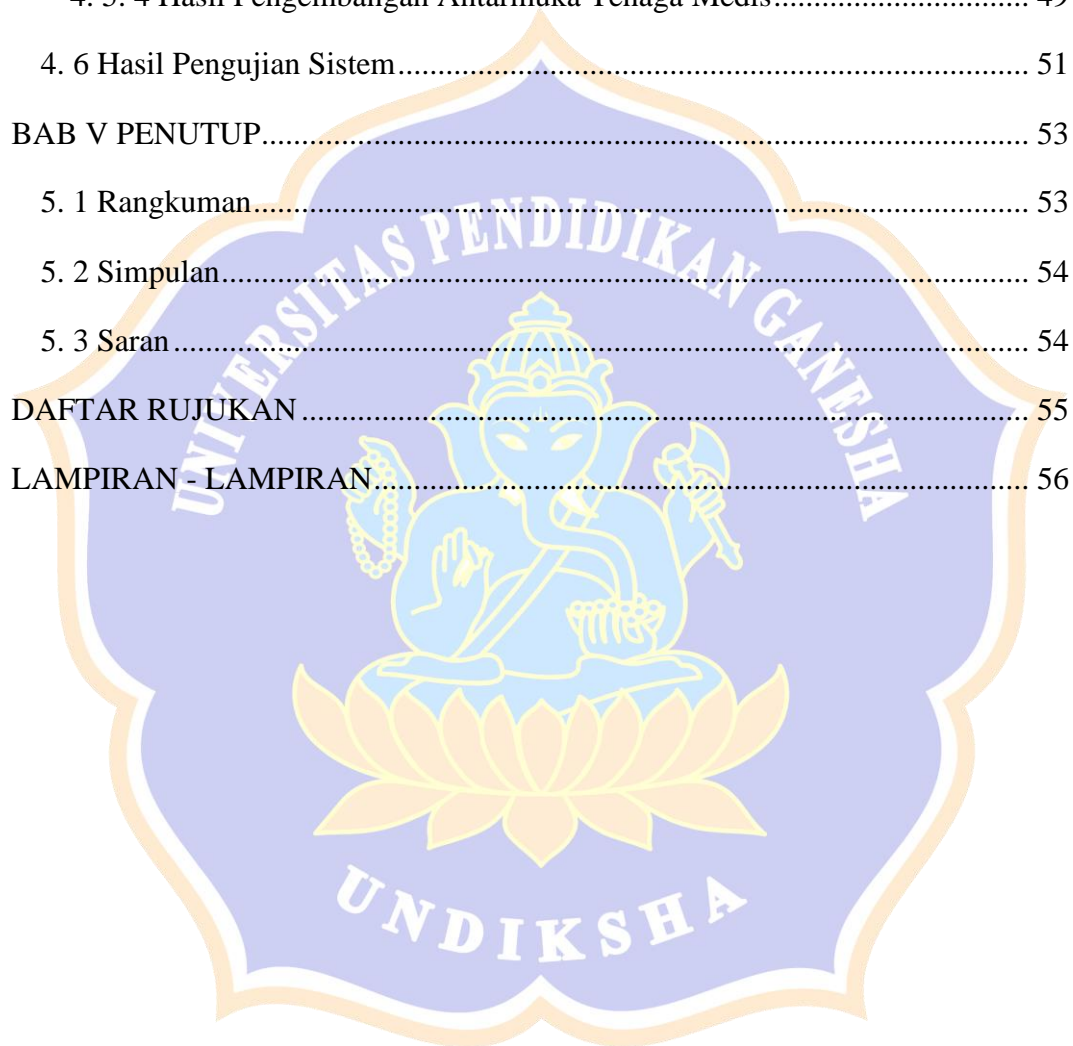 4. 5. 4 Hasil Pengembangan Antarmuka Tenaga Medis................................ 49
4. 6 Hasil Pengujian Sistem............................................................................... 51
BAB V PENUTUP................................................................................................ 53
5. 1 Rangkuman................................................................................................. 53
5. 2 Simpulan..................................................................................................... 54
5. 3 Saran........................................................................................................... 54
DAFTAR RUJUKAN........................................................................................... 55
LAMPIRAN - LAMPIRAN.................................................................................. 56
UNIVERSITAS PENDIDIKAN GANESHA
UNDIKSHA